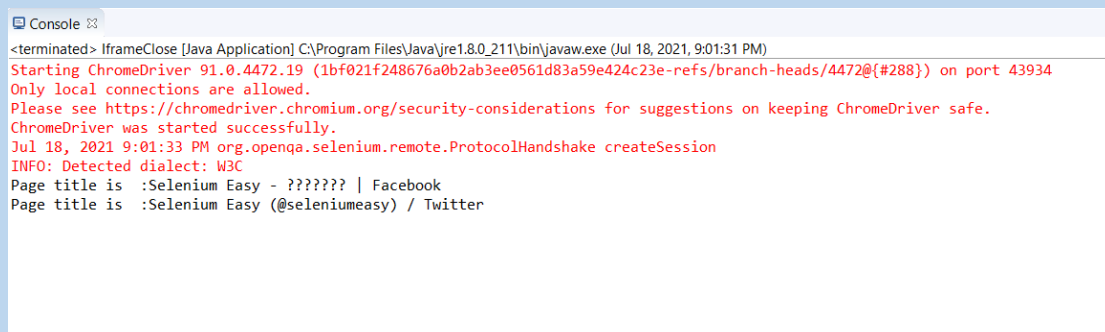 Console
<terminated> IframeClose [Java Application] C:\Program Files\Java\jre1.8.0_211\bin\javaw.exe (Jul 18, 2021, 9:01:31 PM)
Starting ChromeDriver 91.0.4472.19 (1bf021f248676a0b2ab3ee0561d83a59e424c23e-refs/branch-heads/4472@{#288}) on port 43934
Only local connections are allowed.
Please see https://chromedriver.chromium.org/security-considerations for suggestions on keeping ChromeDriver safe.
ChromeDriver was started successfully.
Jul 18, 2021 9:01:33 PM org.openqa.selenium.remote.ProtocolHandshake createSession
INFO: Detected dialect: W3C
Page title is  :Selenium Easy - ??????? | Facebook
Page title is  :Selenium Easy (@seleniumeasy) / Twitter